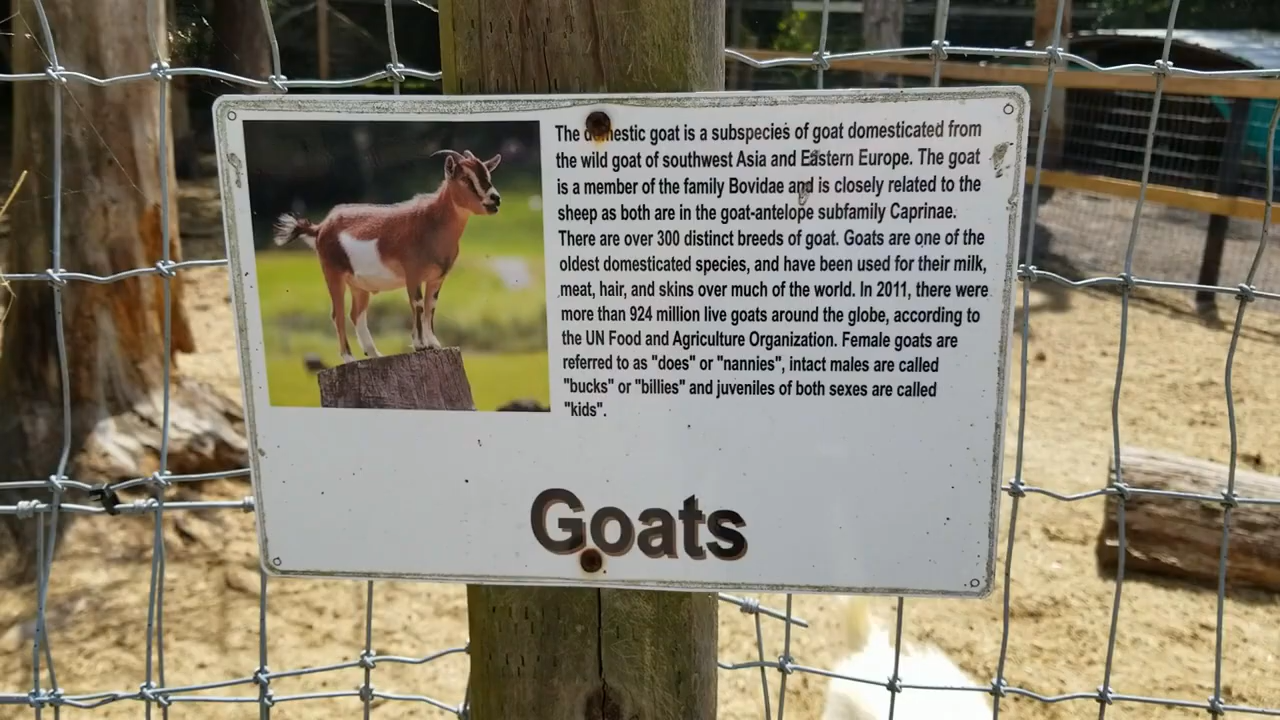 The domestic goat is a subspecies of goat domesticated from
the wild goat of southwest Asia and Eastern Europe. The goat
is a member of the family Bovidae and is closely related to the
sheep as both are in the goat-antelope subfamily Caprinae.
There are over 300 distinct breeds of goat. Goats are one of the
oldest domesticated species, and have been used for their milk,
meat, hair, and skins over much of the world. In 2011, there were
more than 924 million live goats around the globe, according to
the UN Food and Agriculture Organization. Female goats are
referred to as "does" or "nannies", intact males are called
"bucks" or "billies" and juveniles of both sexes are called
"kids".
Goats